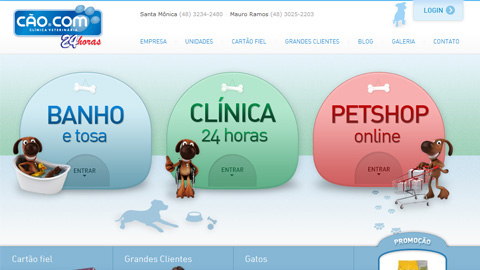 CÃO.COM
CLÍNICA VETERINÁRIA
24 horas
Santa Mônica (48) 3234-2490 Mauro Ramos (48) 3025-2203
LOGIN
EMPRESA UNIDADES CARTÃO FIEL GRANDES CLIENTES BLOG GALERIA CONTATO
BANHO
e tosa
ENTRAR
CLÍNICA
24 horas
ENTRAR
PETSHOP
online
ENTRAR
PROMOÇÃO
Cartão fiel Grandes Clientes Gatos